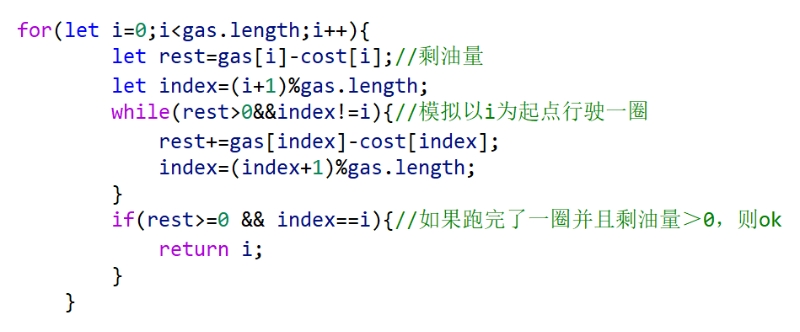 for(let i=0;i<gas.length;i++){
let rest=gas[i]-cost[i];//剩油量
let index=(i+1)%gas.length;
while(rest>0&&index!=i){//模拟以i为起点行驶一圈
rest+=gas[index]-cost[index];
index=(index+1)%gas.length;
}
if(rest>=0 && index==i){//如果跑完了一圈并且剩油量＞0，则ok
return i;
}
}